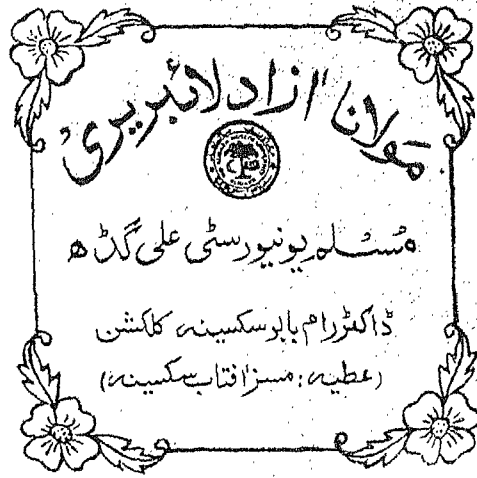 مولانا آزاد لائبریری
مسلم یونیورسٹی علی گڈھ
ڈاکٹر رام بابو سکسینہ کلکشن
(عطیہ: مسز آفتاب سکسینہ)